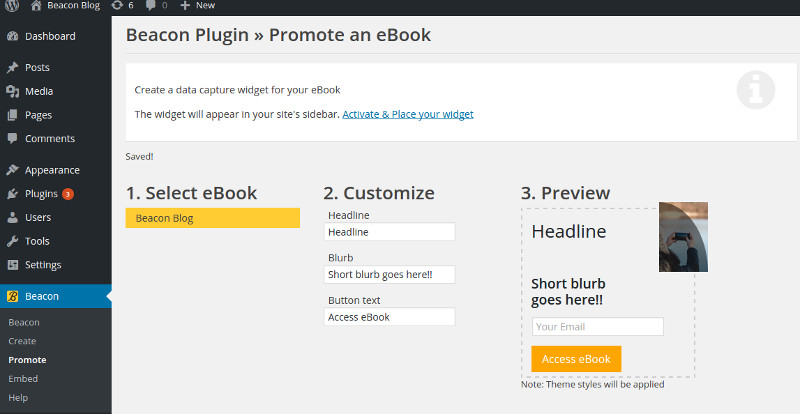 Beacon Blog 6 0 New
Dashboard
Posts
Media
Pages
Comments
Appearance
Plugins 3
Users
Tools
Settings
Beacon
Beacon
Create
Promote
Embed
Help
Beacon Plugin » Promote an eBook
Create a data capture widget for your eBook
The widget will appear in your site's sidebar. Activate & Place your widget
Saved!
1. Select eBook
Beacon Blog
2. Customize
Headline
Headline
Blurb
Short blurb goes here!!
Button text
Access eBook
3. Preview
Headline
Short blurb
goes here!!
Your Email
Access eBook
Note: Theme styles will be applied